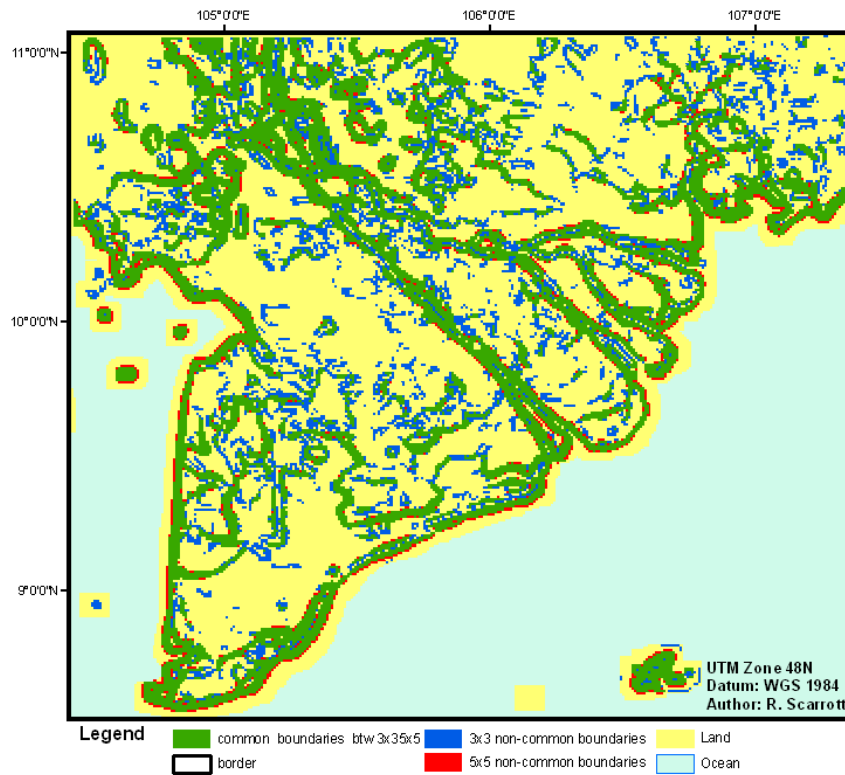 105°0'0"E 106°0'0"E 107°0'0"E
11°0'0"N
10°0'0"N
9°0'0"N
UTM Zone 48N
Datum: WGS 1984
Author: R. Scarrott
Legend
common boundaries btw 3x35x5 3x3 non-common boundaries Land
border 5x5 non-common boundaries Ocean